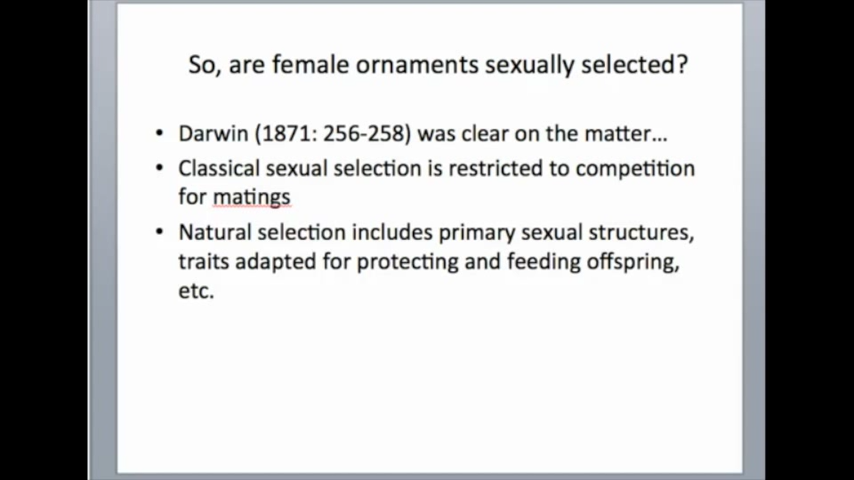 So, are female ornaments sexually selected?
• Darwin (1871: 256-258) was clear on the matter…
• Classical sexual selection is restricted to competition
for matings
• Natural selection includes primary sexual structures,
traits adapted for protecting and feeding offspring,
etc.